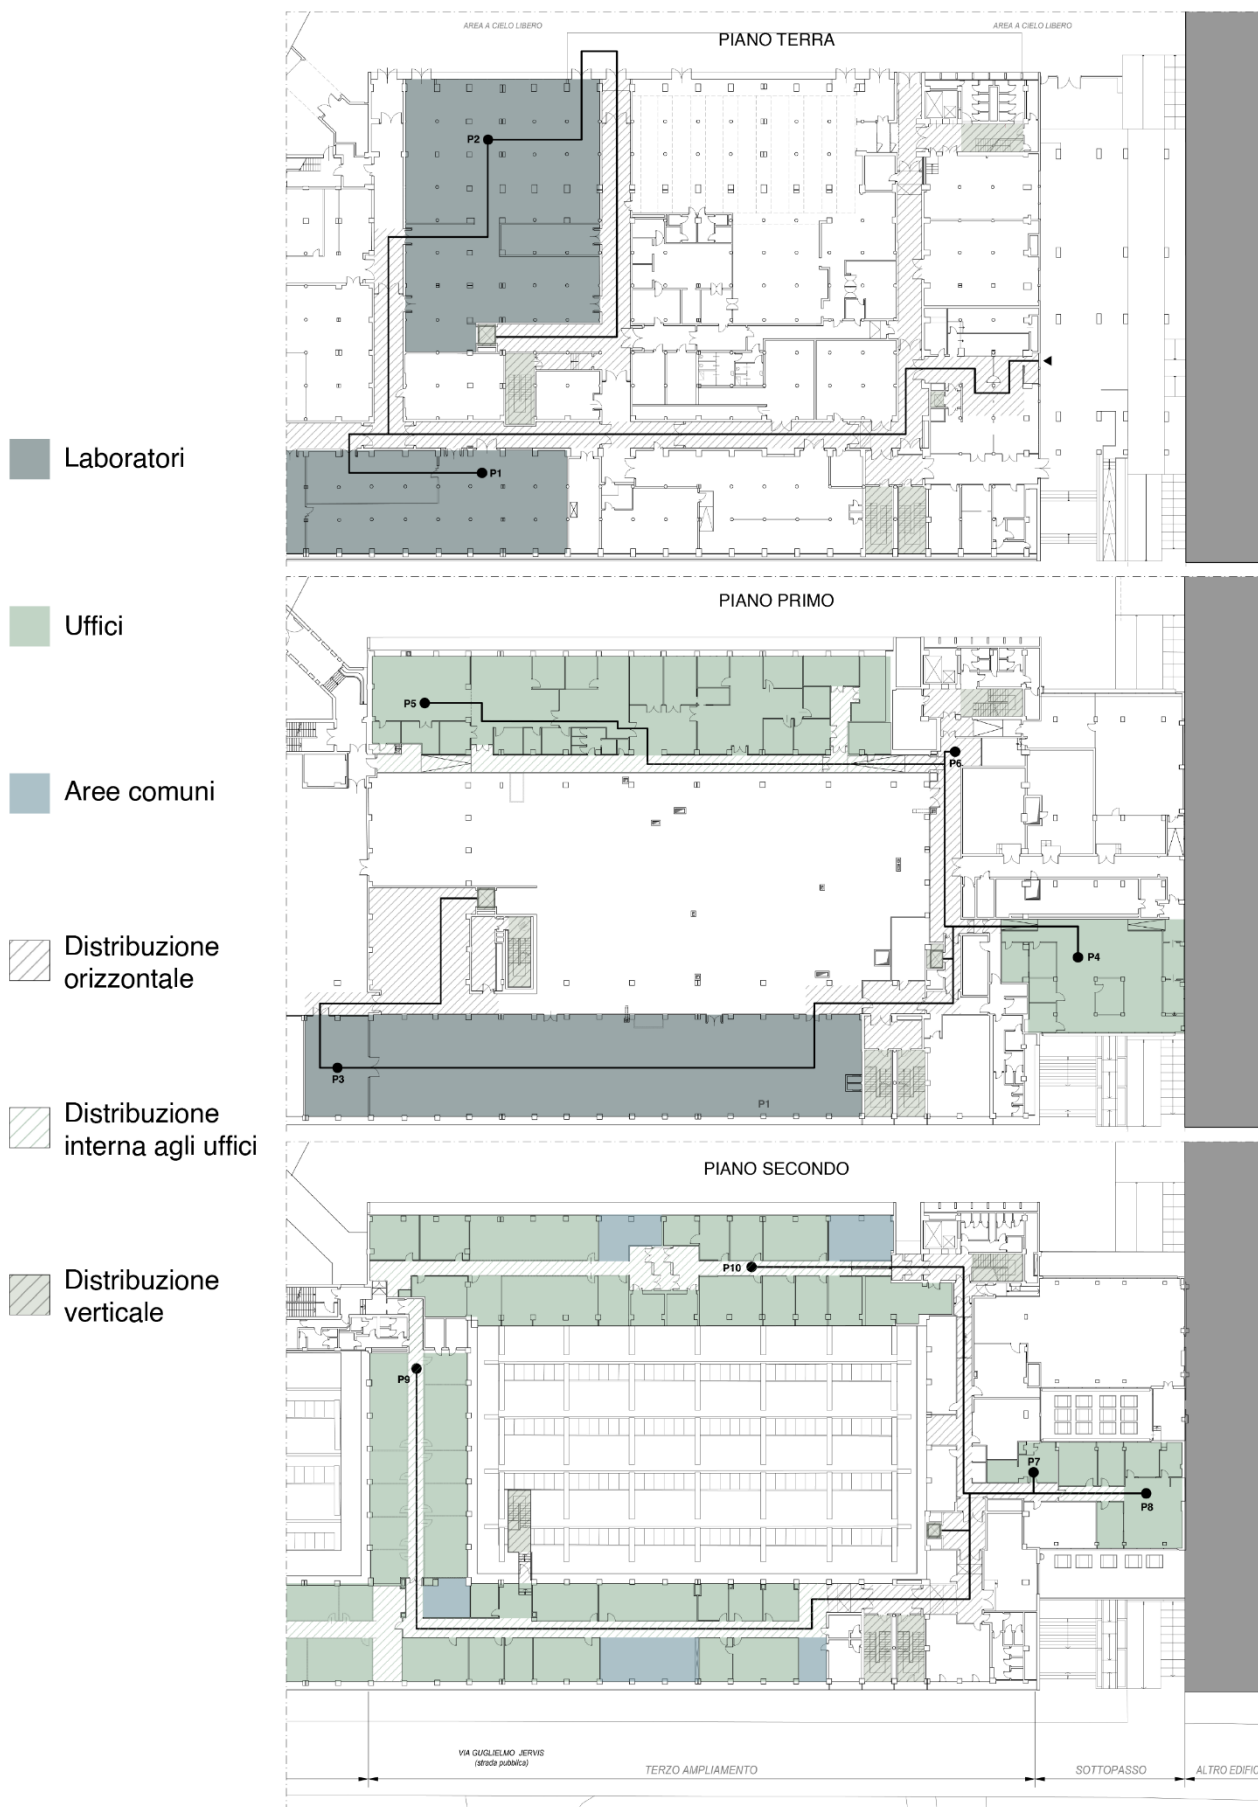 AREA A CIELO LIBERO
AREA A CIELO LIBERO
PIANO TERRA
P2
P1
Laboratori
Uffici
Aree comuni
Distribuzione
orizzontale
Distribuzione
interna agli uffici
Distribuzione
verticale
PIANO PRIMO
P5
P6
P4
P3
P1
PIANO SECONDO
P10
P9
P7
P8
VIA GUGLIELMO JERVIS
(strada pubblica)
TERZO AMPLIAMENTO
SOTTOPASSO
ALTRO EDIFIC